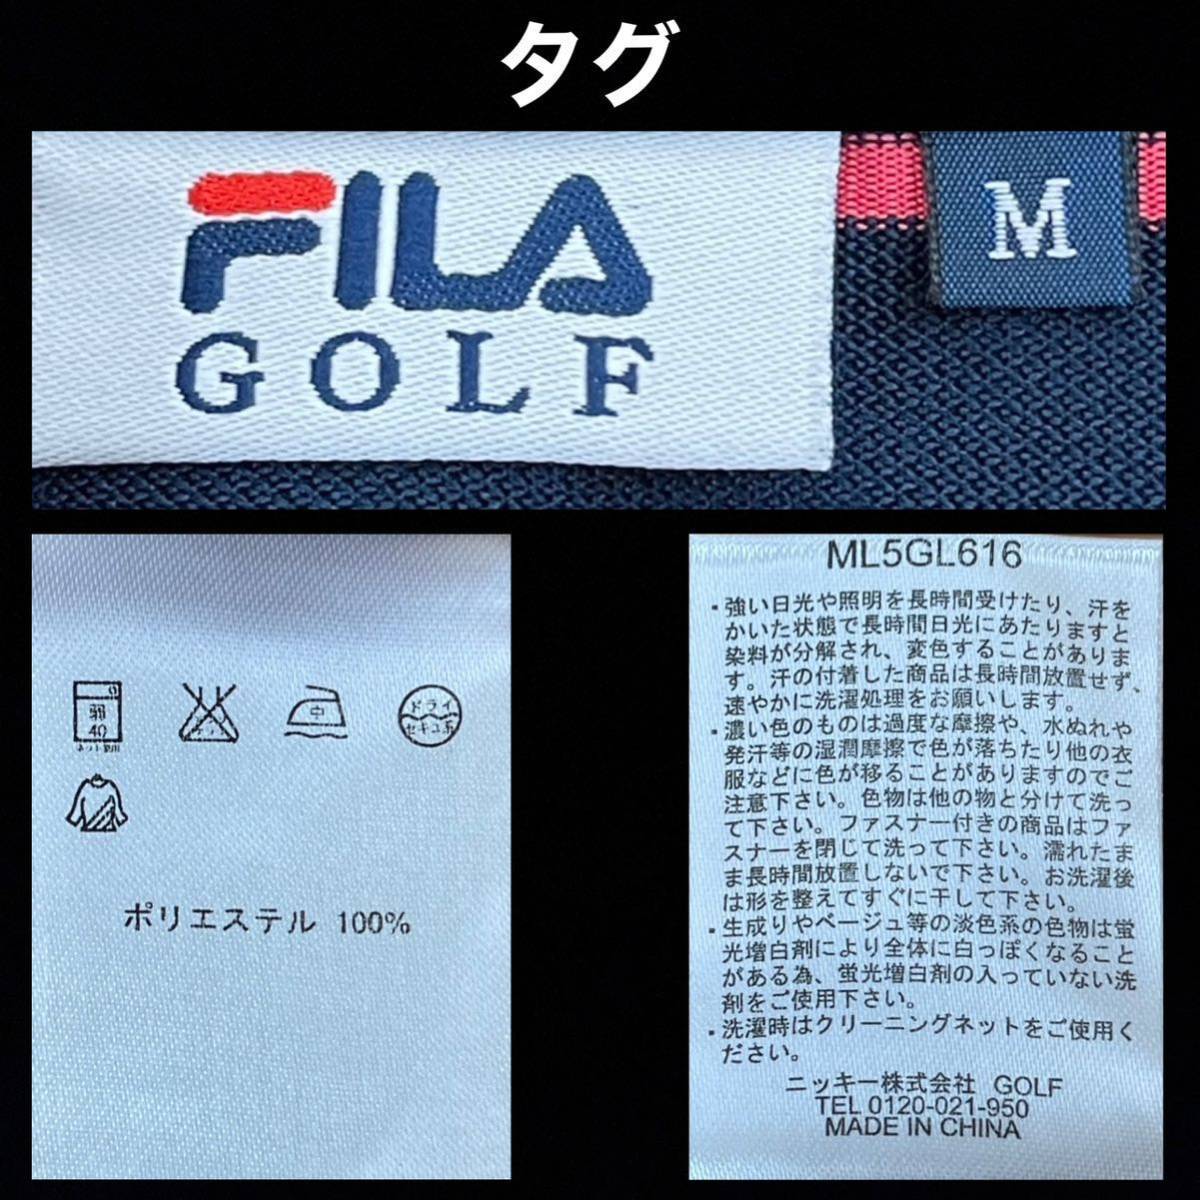 タグ
FILA
GOLF
M
弱
40
ネット使用
中
ドライ
セキユ系
ポリエステル 100%
ML5GL616
・強い日光や照明を長時間受けたり、汗を
かいた状態で長時間日光にあたりますと
染料が分解され、変色することがありま
す。汗の付着した商品は長時間放置せず、
速やかに洗濯処理をお願いします。
・濃い色のものは過度な摩擦や、水ぬれや
発汗等の湿潤摩擦で色が落ちたり他の衣
服などに色が移ることがありますのでご
注意下さい。色物は他の物と分けて洗っ
て下さい。ファスナー付きの商品はファ
スナーを閉じて洗って下さい。濡れたま
ま長時間放置しないで下さい。お洗濯後
は形を整えてすぐに干して下さい。
・生成りやベージュ等の淡色系の色物は蛍
光増白剤により全体に白っぽくなること
がある為、蛍光増白剤の入っていない洗
剤をご使用下さい。
・洗濯時はクリーニングネットをご使用く
ださい。
ニッキー株式会社 GOLF
TEL 0120-021-950
MADE IN CHINA